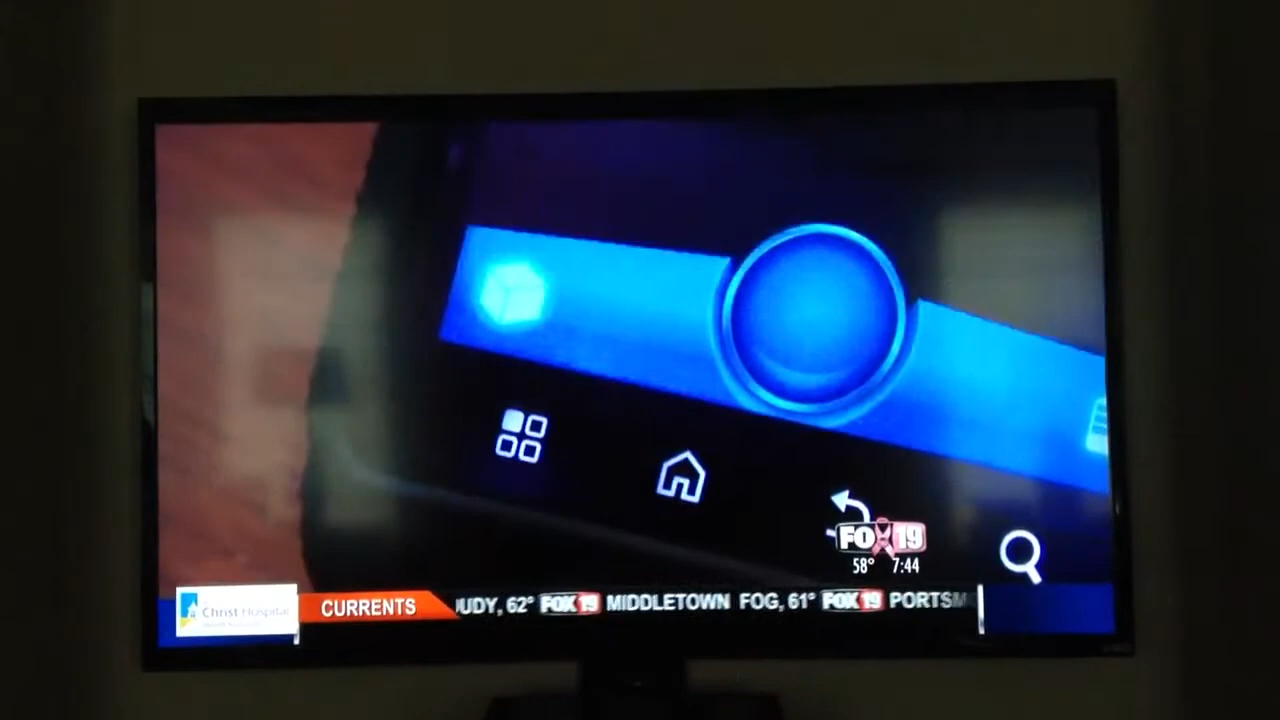 FOX 19
58° 7:44
Christ Hospital
CURRENTS
UDY, 62° FOX 19 MIDDLETOWN FOG, 61° FOX 19 PORTSM